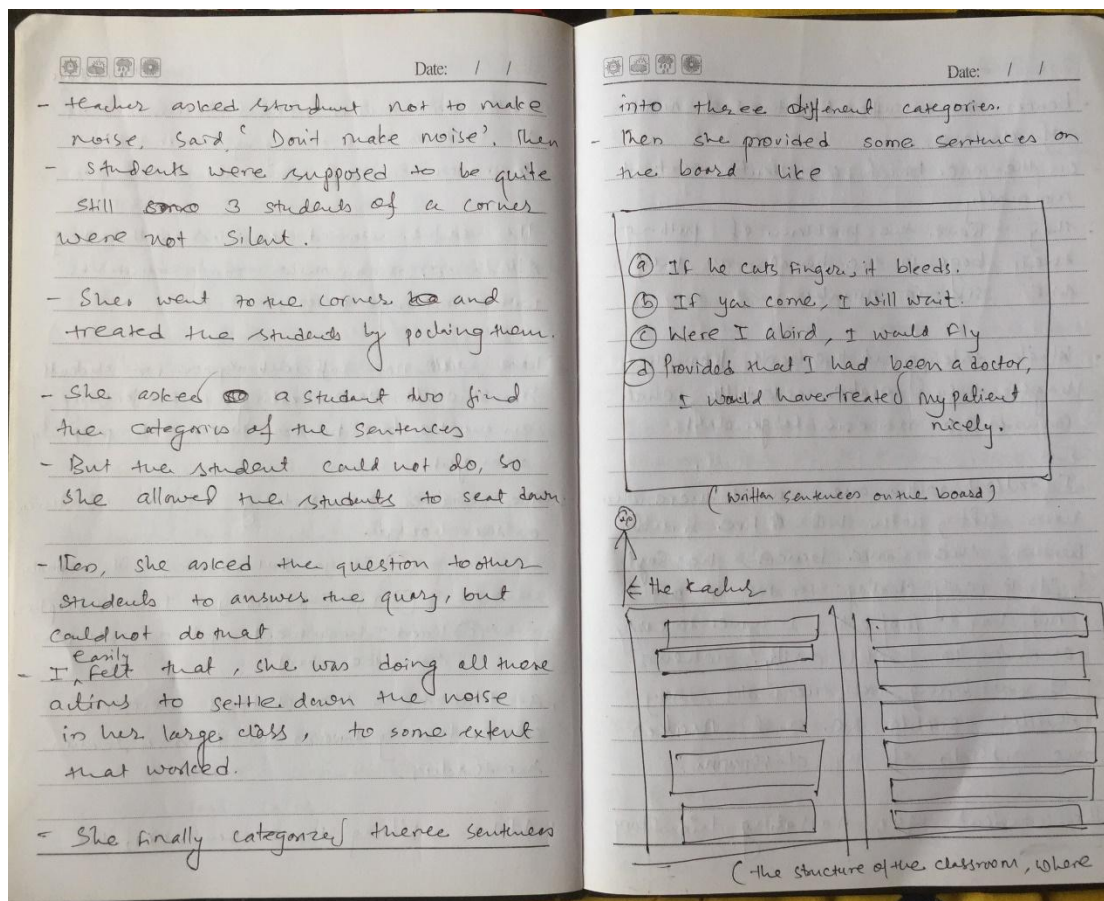 Date: / /
- teacher asked stordunt not to make
noise, Said, ' Don't make noise'. Then
- students were supposed to be quite
still 3 students of a corner
were not silent.
- She, went to the corner and
treated the students by pocking them.
- She asked a student two find
the categories of the sentences
- But the student could not do, so
she allowed the students to seat down.
she asked the question to other
students to answer the quary, but
could not do that
easily
- I felt that, she was doing all these
actions to settle down the noise
in her large class, to some extent
that worked.
- She finally categorized theree sentences
Date: / /
into theree different categories.
- Then she provided some sentences on
the board like
(a) If he cuts finger, it bleeds.
(b) If you come, I will wait.
(c) Were I a bird, I would fly
(d) Provided that I had been a doctor,
I would have treated my patient
nicely.
(written sentences on the board)
← the teacher
(the structure of the classroom, where